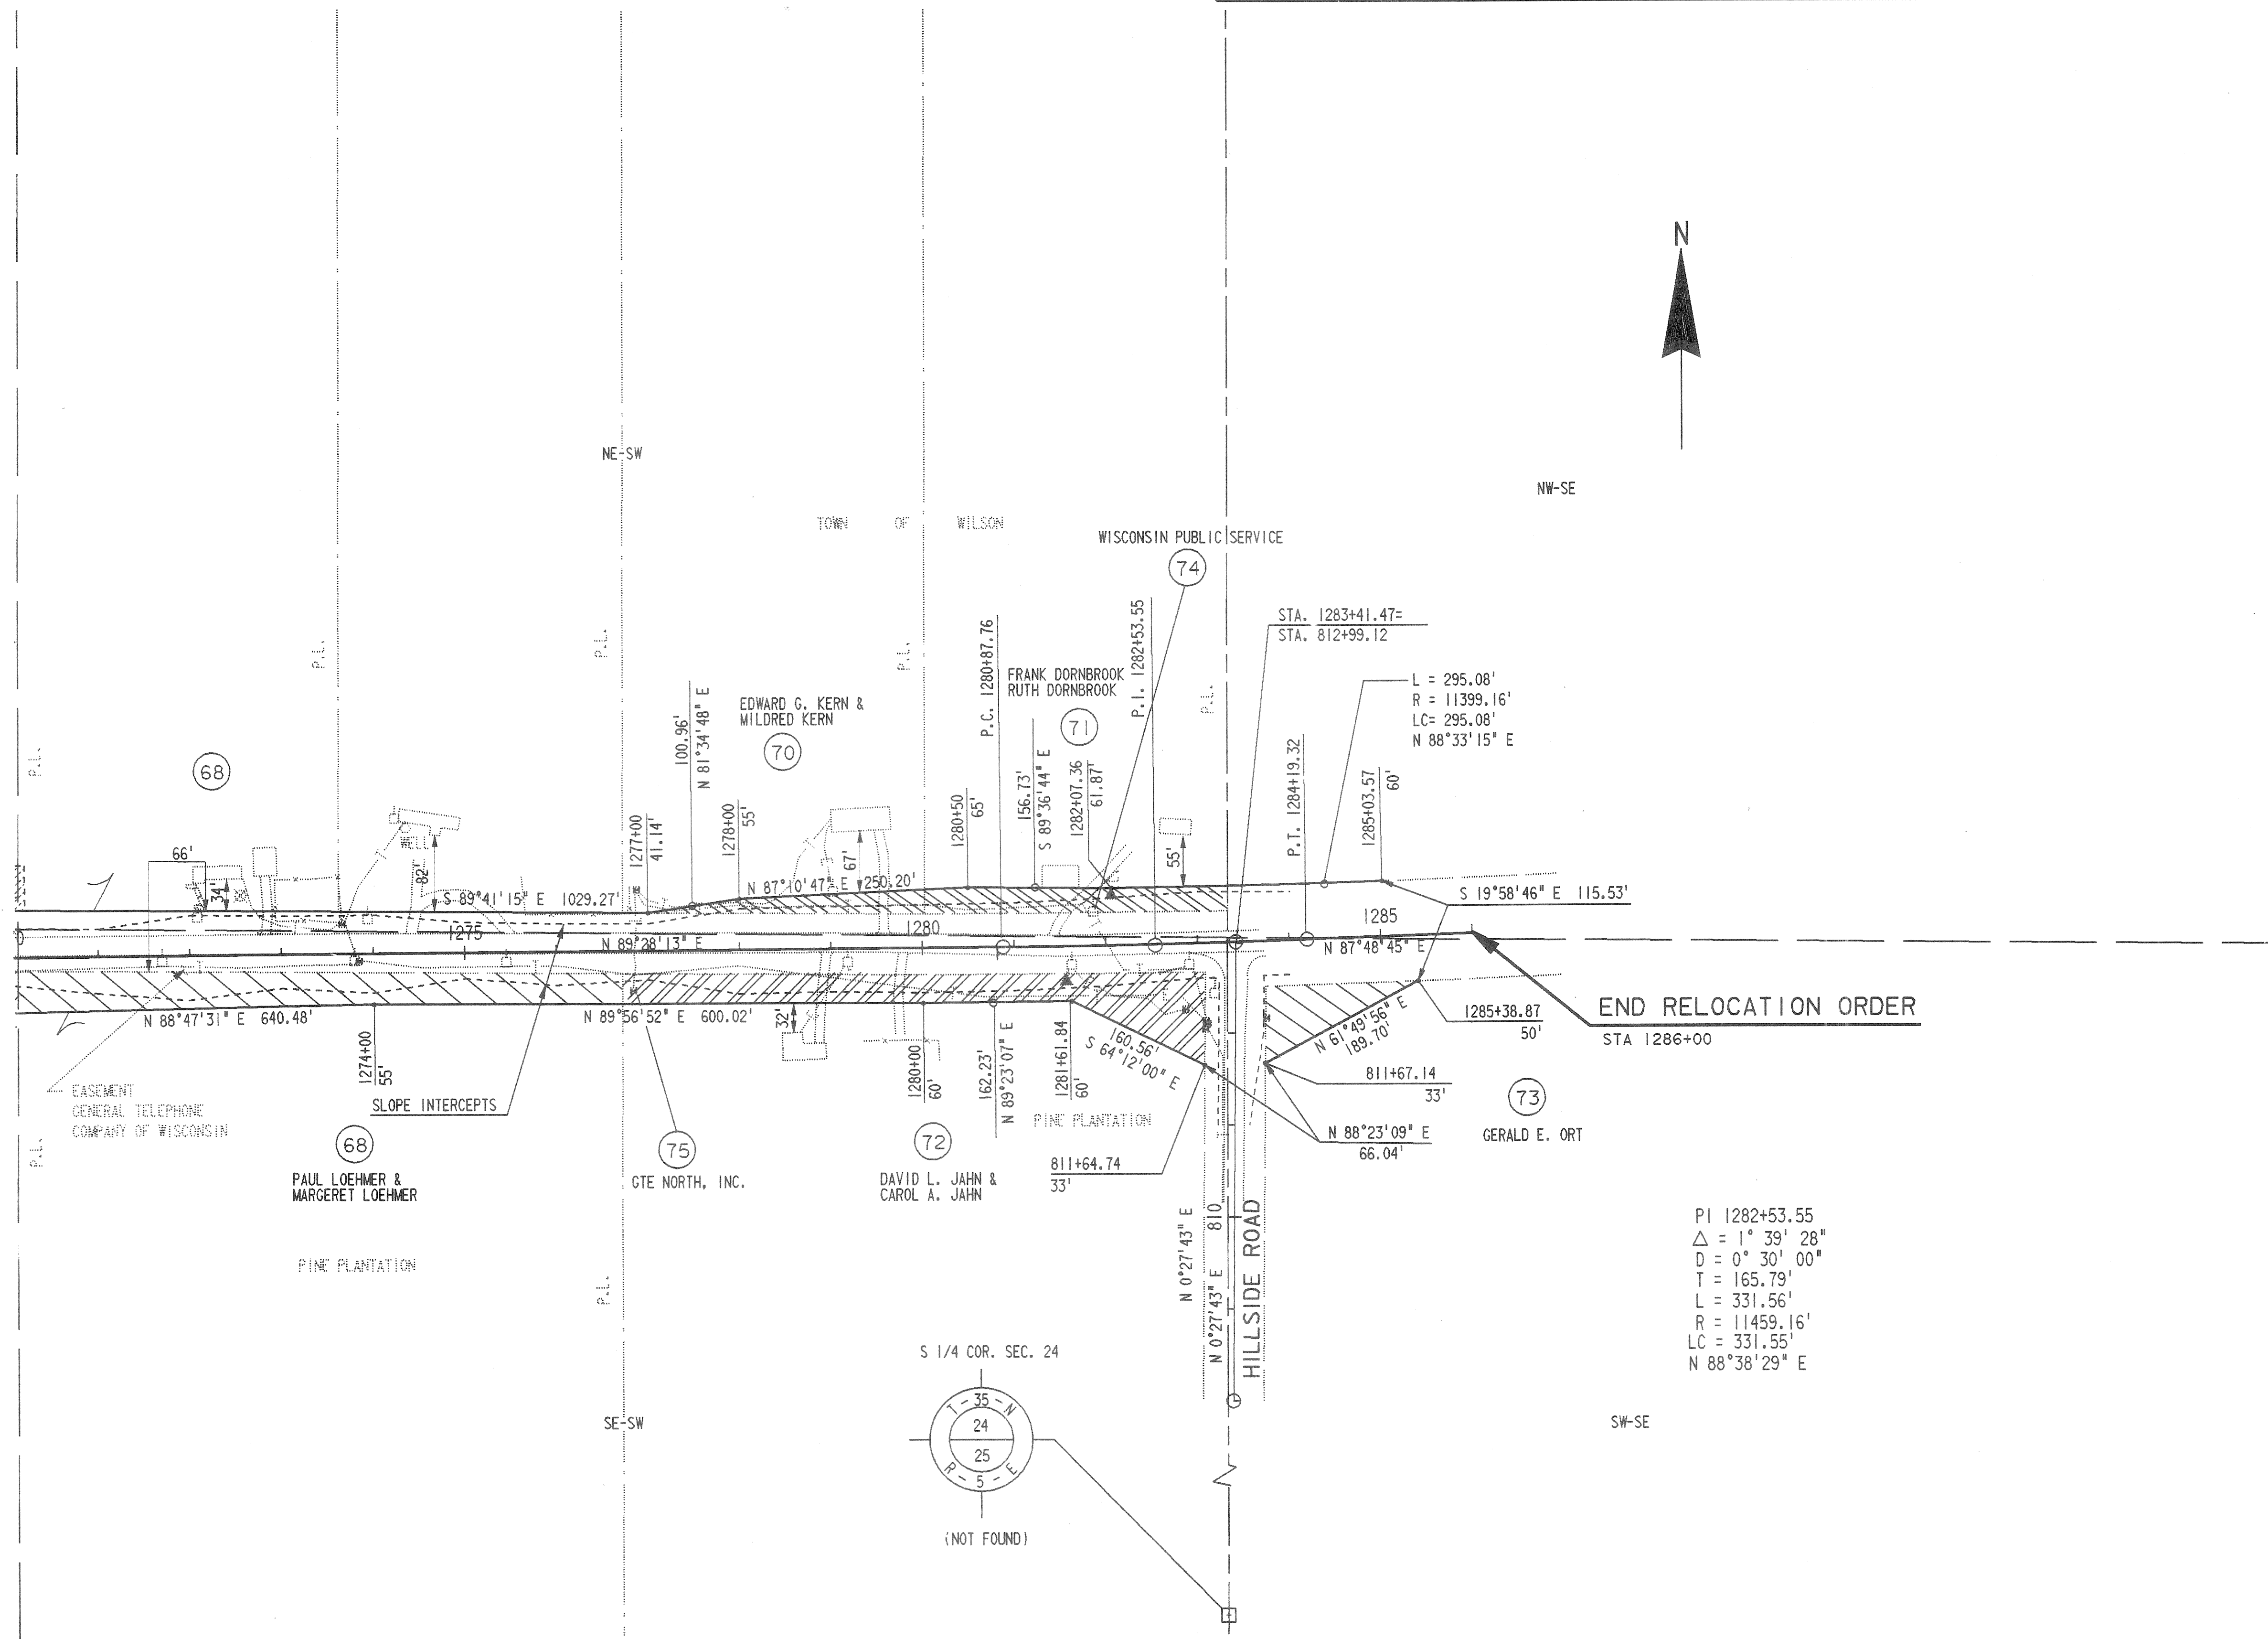 N
NE-SW
NW-SE
TOWN OF WILSON
WISCONSIN PUBLIC SERVICE
74
STA. 1283+41.47=
STA. 812+99.12
P.L.
P.L.
P.L.
P.L.
P.L.
P.C. 1280+87.76
FRANK DORNBROOK
RUTH DORNBROOK
71
P.I. 1282+53.55
L = 295.08'
R = 11399.16'
LC= 295.08'
N 88°33'15" E
100.96'
N 81°34'48" E
EDWARD G. KERN &
MILDRED KERN
70
68
156.73'
S 89°36'44" E
1282+07.36
61.87'
P.T. 1284+19.32
1285+03.57
60'
1277+00
41.14'
1278+00
55'
1280+50
65'
66'
34'
WELL
82'
67'
55'
S 89°41'15" E 1029.27'
N 87°10'47" E 250.20'
S 19°58'46" E 115.53'
1275
1280
1285
N 89°28'13" E
N 87°48'45" E
N 88°47'31" E 640.48'
N 89°56'52" E 600.02'
32'
1274+00
55'
1280+00
60'
162.23'
N 89°23'07" E
1281+61.84
60'
160.56'
S 64°12'00" E
N 61°49'56" E
189.70'
1285+38.87
50'
END RELOCATION ORDER
STA 1286+00
811+67.14
33'
73
GERALD E. ORT
N 88°23'09" E
66.04'
EASEMENT
GENERAL TELEPHONE
COMPANY OF WISCONSIN
SLOPE INTERCEPTS
68
PAUL LOEHMER &
MARGERET LOEHMER
75
GTE NORTH, INC.
72
DAVID L. JAHN &
CAROL A. JAHN
PINE PLANTATION
811+64.74
33'
P.L.
PINE PLANTATION
P.L.
N 0°27'43" E
N 0°27'43" E
810
HILLSIDE ROAD
PI 1282+53.55
△ = 1° 39' 28"
D = 0° 30' 00"
T = 165.79'
L = 331.56'
R = 11459.16'
LC = 331.55'
N 88°38'29" E
S 1/4 COR. SEC. 24
T-35-N
24
25
R-5-E
(NOT FOUND)
SE-SW
SW-SE